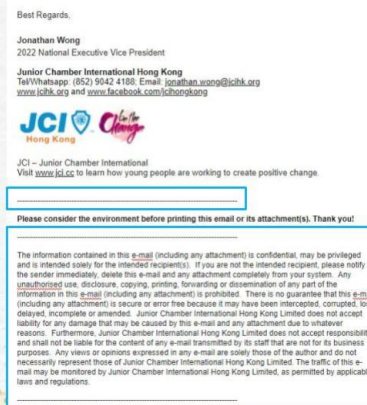 Best Regards,
Jonathan Wong
2022 National Executive Vice President
Junior Chamber International Hong Kong
Tel/Whatsapp: (852) 9042 4188; Email: jonathan.wong@jcihk.org
www.jcihk.org and www.facebook.com/jcihongkong
JCI
Hong Kong
Change
JCI – Junior Chamber International
Visit www.jci.cc to learn how young people are working to create positive change.
Please consider the environment before printing this email or its attachment(s). Thank you!
The information contained in this e-mail (including any attachment) is confidential, may be privileged
and is intended solely for the intended recipient(s). If you are not the intended recipient, please notify
the sender immediately, delete this e-mail and any attachment completely from your system. Any
unauthorised use, disclosure, copying, printing, forwarding or dissemination of any part of the
information in this e-mail (including any attachment) is prohibited. There is no guarantee that this e-m
(including any attachment) is secure or error free because it may have been intercepted, corrupted, lo
delayed, incomplete or amended. Junior Chamber International Hong Kong Limited does not accept
liability for any damage that may be caused by this e-mail and any attachment due to whatever
reasons. Furthermore, Junior Chamber International Hong Kong Limited does not accept responsibilit
and shall not be liable for the content of any e-mail transmitted by its staff that are not for its business
purposes. Any views or opinions expressed in any e-mail are solely those of the author and do not
necessarily represent those of Junior Chamber International Hong Kong Limited. The traffic of this e-
mail may be monitored by Junior Chamber International Hong Kong Limited, as permitted by applicabl
laws and regulations.